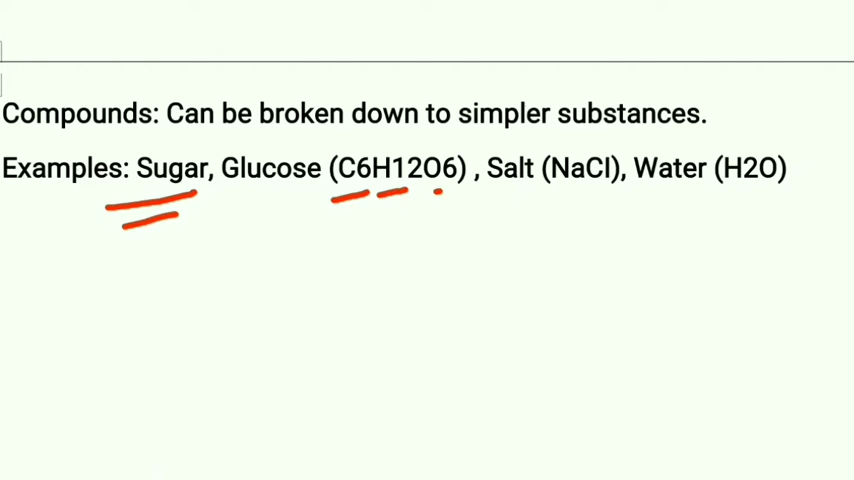 Compounds: Can be broken down to simpler substances.
Examples: Sugar, Glucose (C6H12O6) , Salt (NaCl), Water (H2O)